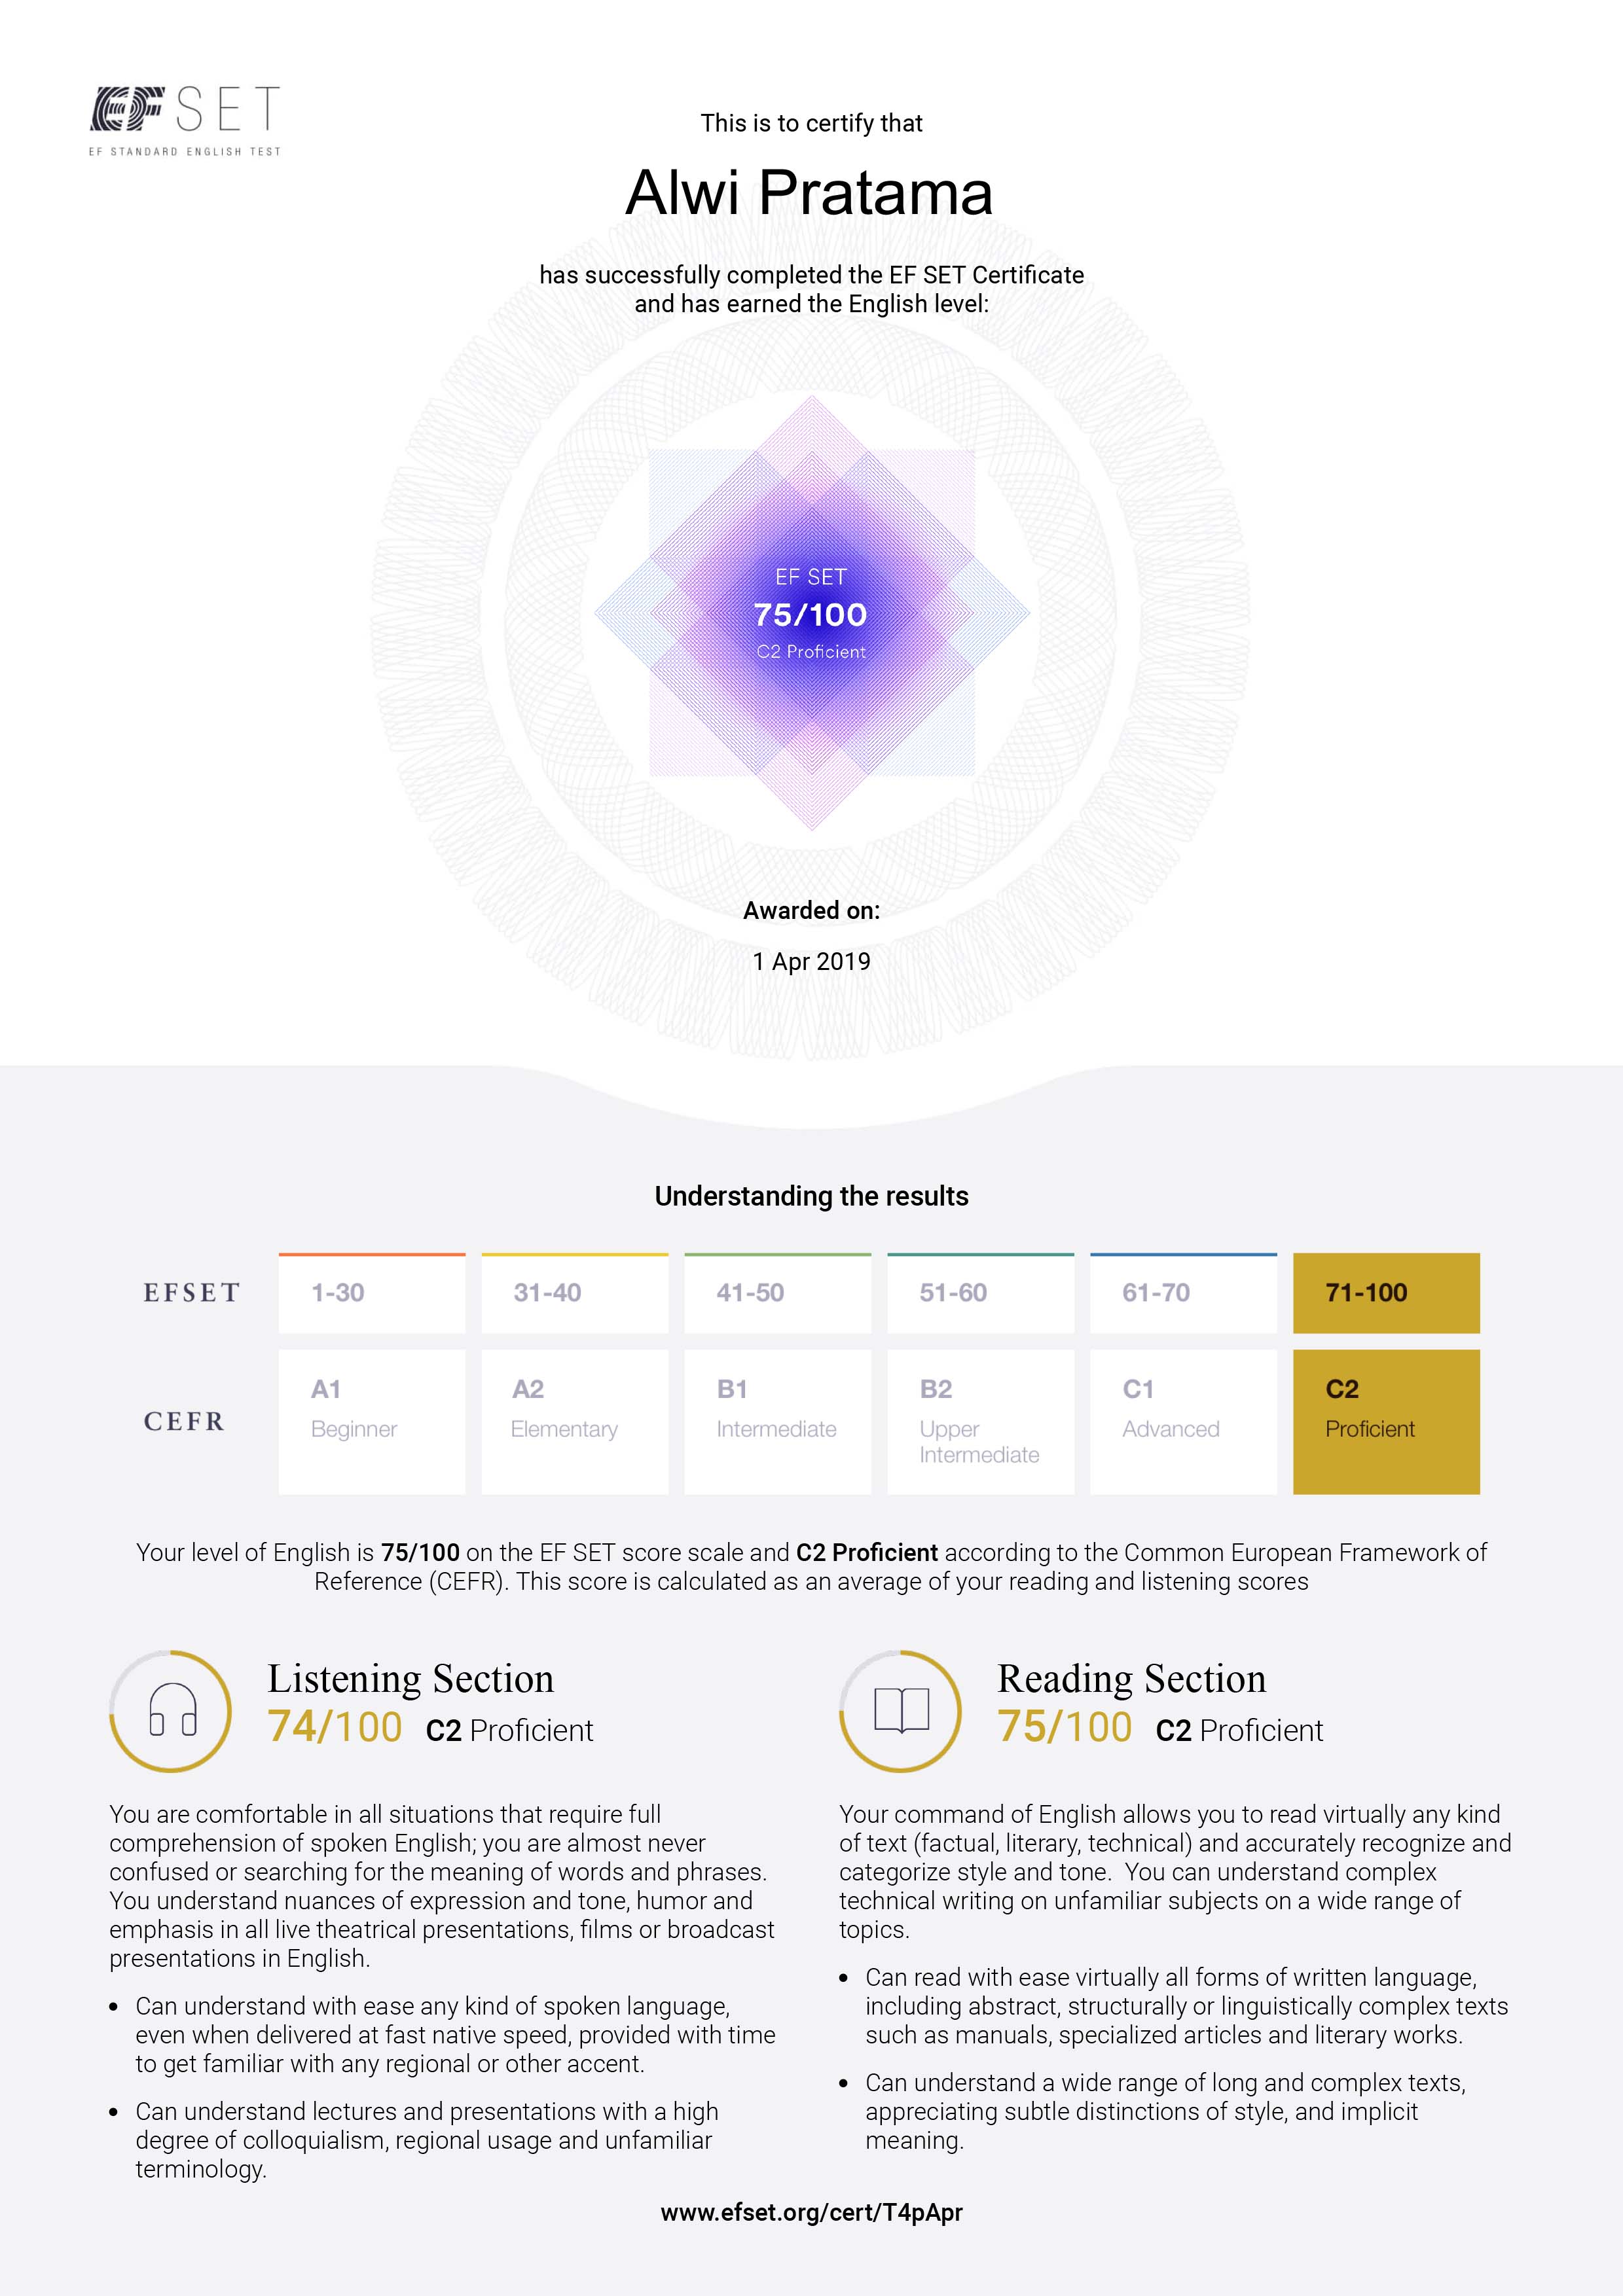 EF SET
EF STANDARD ENGLISH TEST
This is to certify that
Alwi Pratama
has successfully completed the EF SET Certificate
and has earned the English level:
EF SET
75/100
C2 Proficient
Awarded on:
1 Apr 2019
Understanding the results
EFSET 1-30 31-40 41-50 51-60 61-70 71-100
CEFR
A1 A2 B1 B2 C1 C2
Beginner Elementary Intermediate Upper Advanced Proficient
Intermediate
Your level of English is 75/100 on the EF SET score scale and C2 Proficient according to the Common European Framework of
Reference (CEFR). This score is calculated as an average of your reading and listening scores
Listening Section
74/100 C2 Proficient
You are comfortable in all situations that require full
comprehension of spoken English; you are almost never
confused or searching for the meaning of words and phrases.
You understand nuances of expression and tone, humor and
emphasis in all live theatrical presentations, films or broadcast
presentations in English.
• Can understand with ease any kind of spoken language,
even when delivered at fast native speed, provided with time
to get familiar with any regional or other accent.
• Can understand lectures and presentations with a high
degree of colloquialism, regional usage and unfamiliar
terminology.
Reading Section
75/100 C2 Proficient
Your command of English allows you to read virtually any kind
of text (factual, literary, technical) and accurately recognize and
categorize style and tone.  You can understand complex
technical writing on unfamiliar subjects on a wide range of
topics.
• Can read with ease virtually all forms of written language,
including abstract, structurally or linguistically complex texts
such as manuals, specialized articles and literary works.
• Can understand a wide range of long and complex texts,
appreciating subtle distinctions of style, and implicit
meaning.
www.efset.org/cert/T4pApr